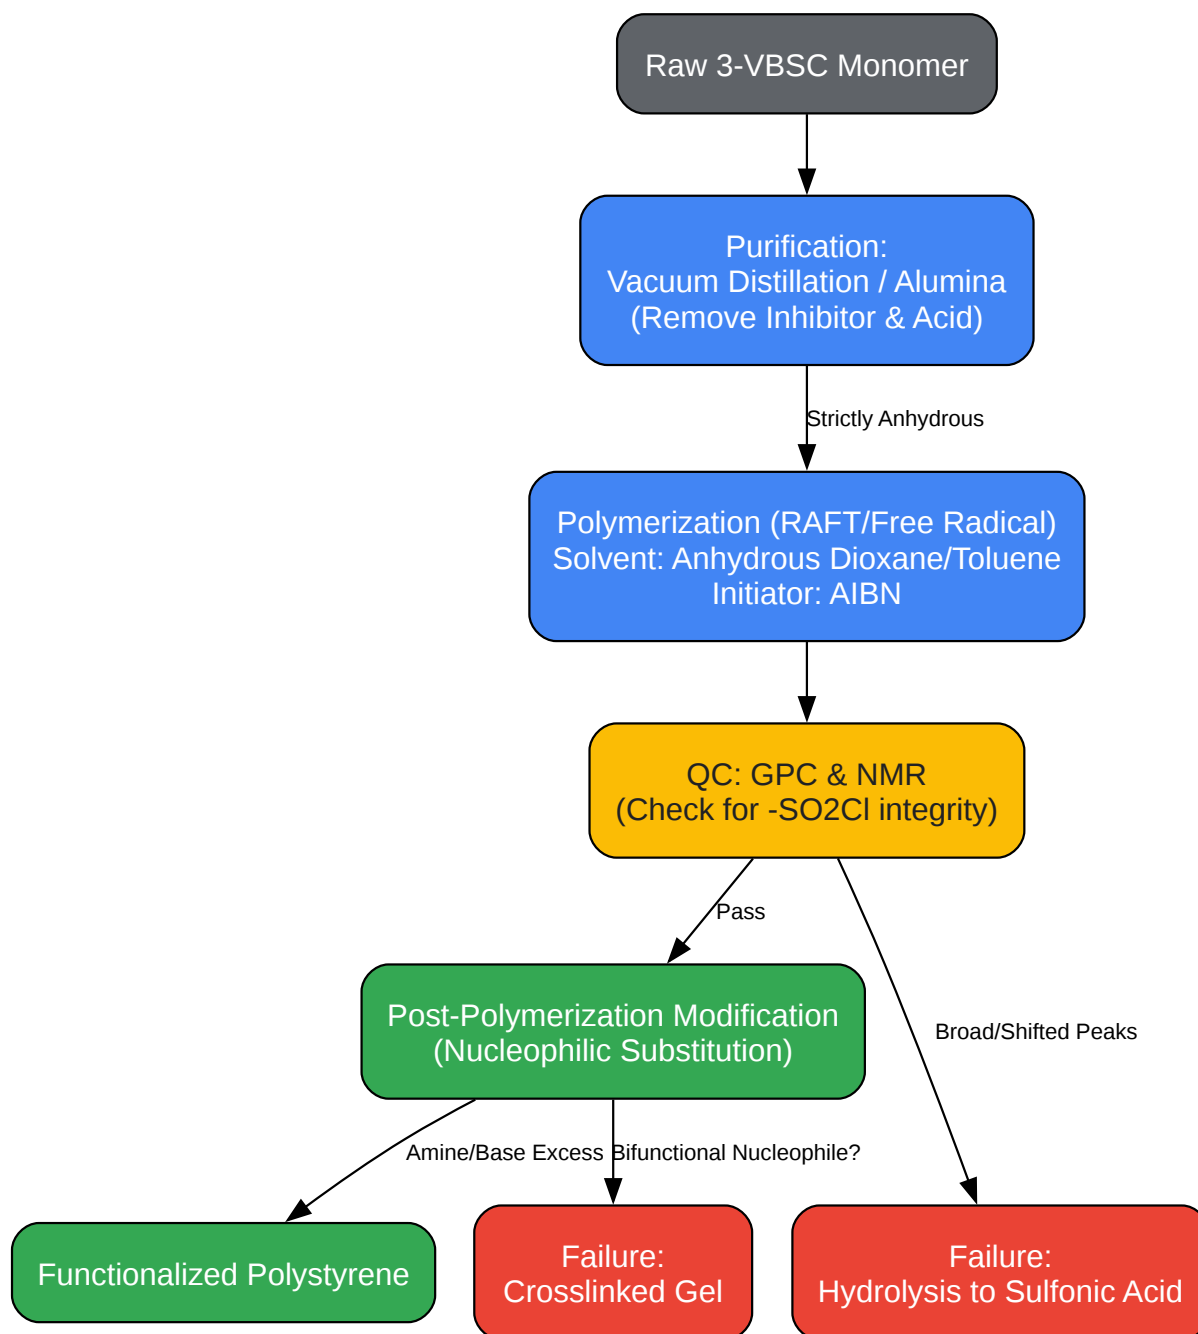 Raw 3-VBSC Monomer
Purification:
Vacuum Distillation / Alumina
(Remove Inhibitor & Acid)
Strictly Anhydrous
Polymerization (RAFT/Free Radical)
Solvent: Anhydrous Dioxane/Toluene
Initiator: AIBN
QC: GPC & NMR
(Check for -SO2Cl integrity)
Pass
Post-Polymerization Modification
(Nucleophilic Substitution)
Broad/Shifted Peaks
Amine/Base Excess
Bifunctional Nucleophile?
Functionalized Polystyrene
Failure:
Crosslinked Gel
Failure:
Hydrolysis to Sulfonic Acid